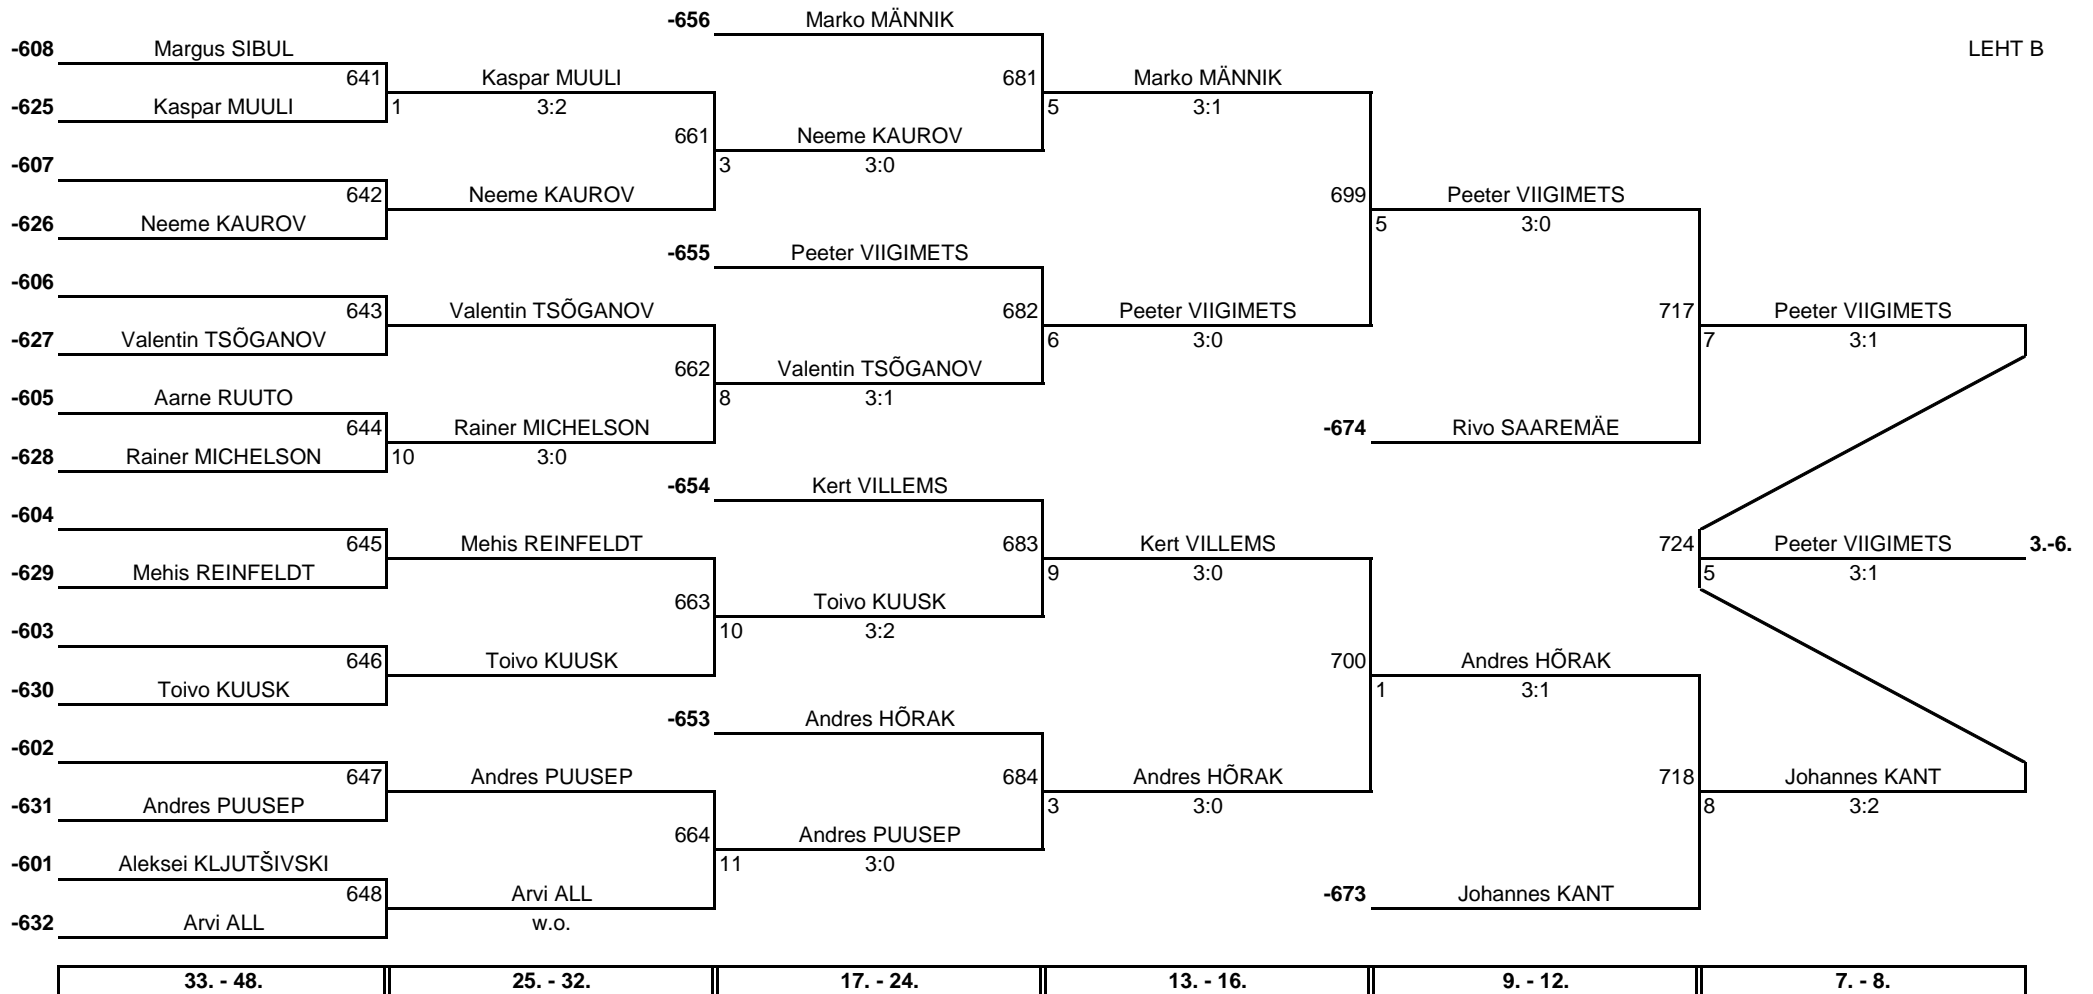 -656 Marko MÄNNIK
-608 Margus SIBUL LEHT B
641 Kaspar MUULI 681 Marko MÄNNIK
-625 Kaspar MUULI 1 3:2 5 3:1
661 Neeme KAUROV
-607 3 3:0
642 Neeme KAUROV 699 Peeter VIIGIMETS
-626 Neeme KAUROV 5 3:0
-655 Peeter VIIGIMETS
-606
643 Valentin TSÕGANOV 682 Peeter VIIGIMETS 717 Peeter VIIGIMETS
-627 Valentin TSÕGANOV 6 3:0 7 3:1
662 Valentin TSÕGANOV
-605 Aarne RUUTO 8 3:1
644 Rainer MICHELSON -674 Rivo SAAREMÄE
-628 Rainer MICHELSON 10 3:0
-654 Kert VILLEMS
-604
645 Mehis REINFELDT 683 Kert VILLEMS 724 Peeter VIIGIMETS 3.-6.
-629 Mehis REINFELDT 9 3:0 5 3:1
663 Toivo KUUSK
-603 10 3:2
646 Toivo KUUSK 700 Andres HÕRAK
-630 Toivo KUUSK 1 3:1
-653 Andres HÕRAK
-602
647 Andres PUUSEP 684 Andres HÕRAK 718 Johannes KANT
-631 Andres PUUSEP 3 3:0 8 3:2
664 Andres PUUSEP
-601 Aleksei KLJUTŠIVSKI 11 3:0
648 Arvi ALL -673 Johannes KANT
-632 Arvi ALL w.o.
33. - 48. 25. - 32. 17. - 24. 13. - 16. 9. - 12. 7. - 8.